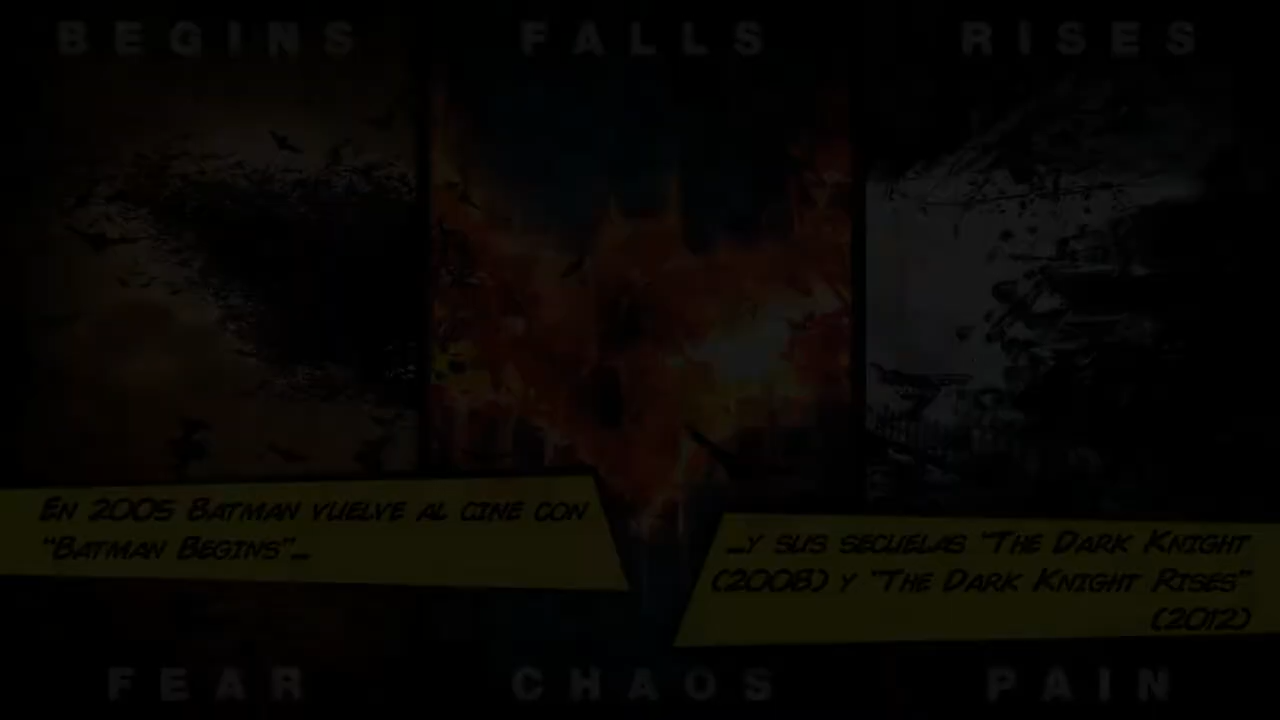 BEGINS FALLS RISES
EN 2005 BATMAN VUELVE AL CINE CON
"BATMAN BEGINS"...
...Y SUS SECUELAS "THE DARK KNIGHT
(2008) Y "THE DARK KNIGHT RISES"
(2012)
FEAR CHAOS PAIN